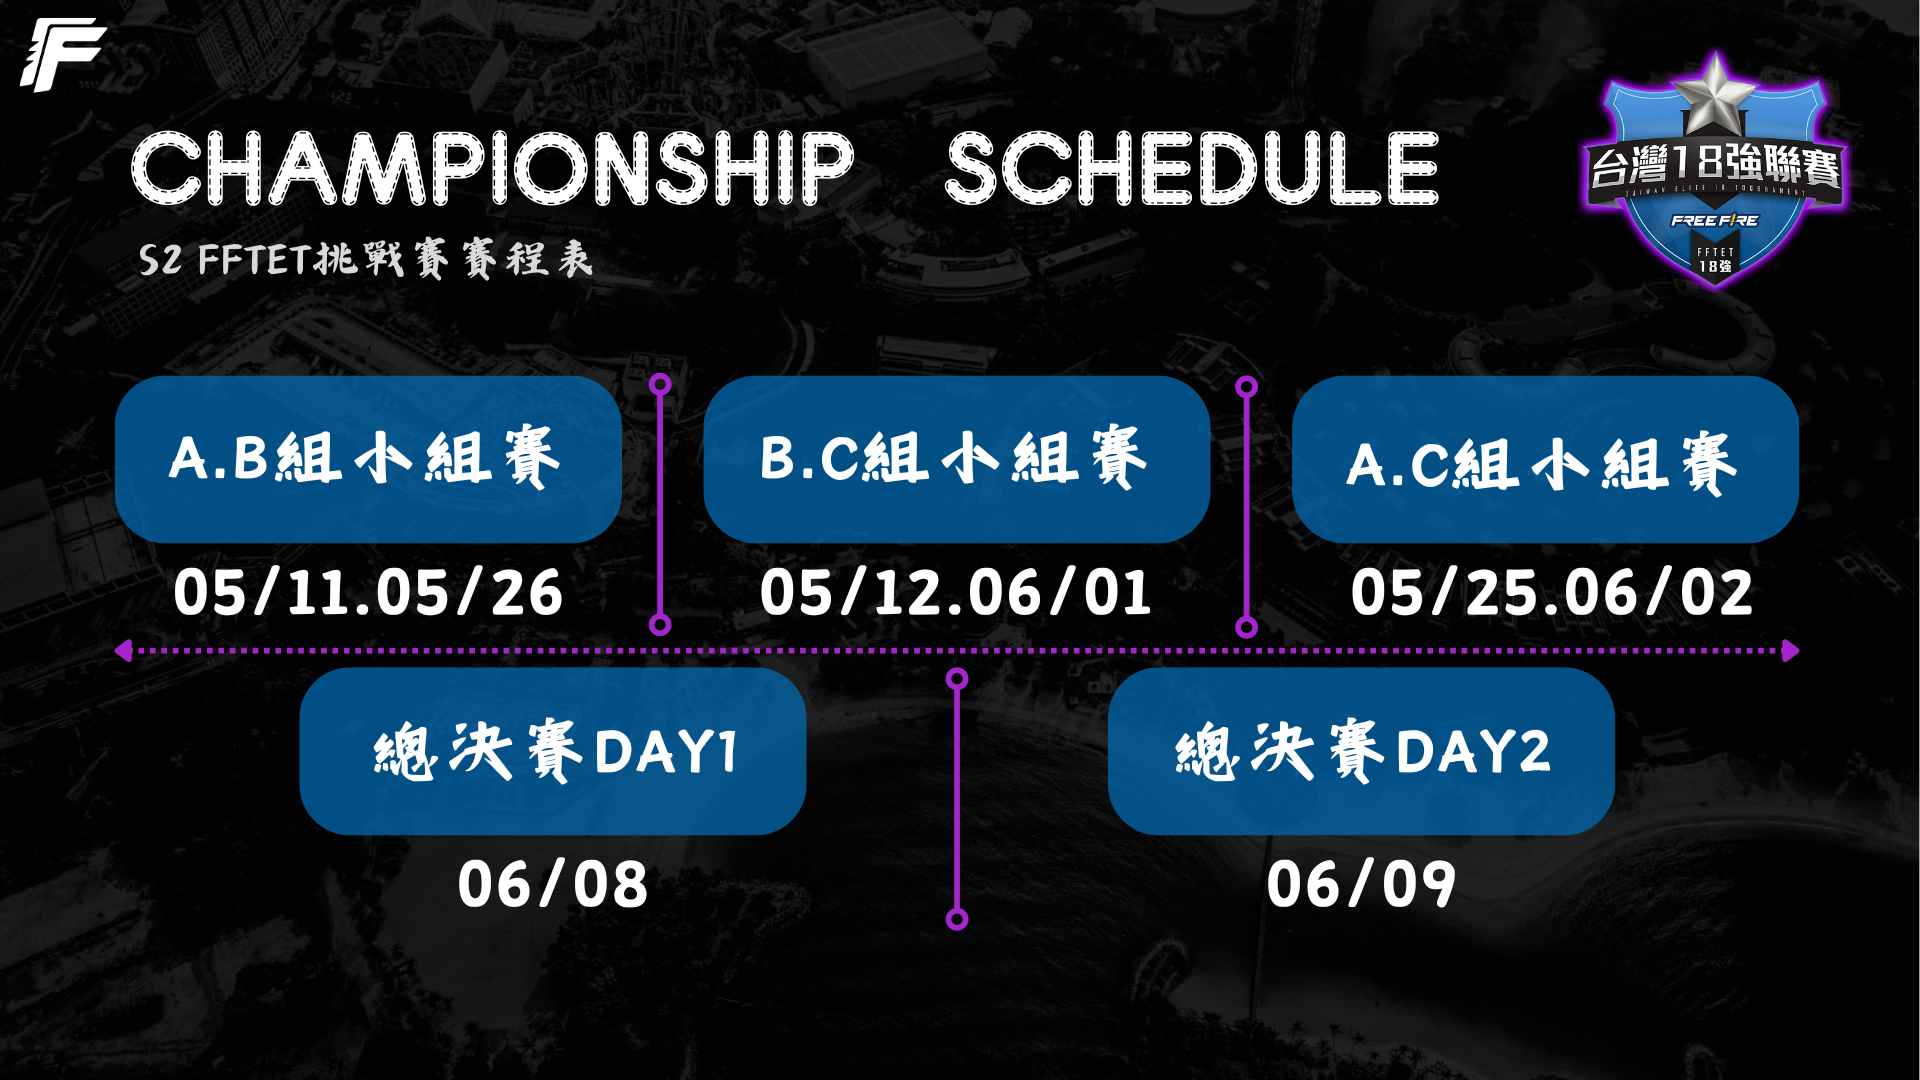 CHAMPIONSHIP SCHEDULE
S2 FFTET挑戰賽賽程表
台灣18強聯賽
TAIWAN ELITE 18 TOURNAMENT
FREE FIRE
FFTET
18強
A.B組小組賽
B.C組小組賽
A.C組小組賽
05/11.05/26
05/12.06/01
05/25.06/02
總決賽DAY1
總決賽DAY2
06/08
06/09